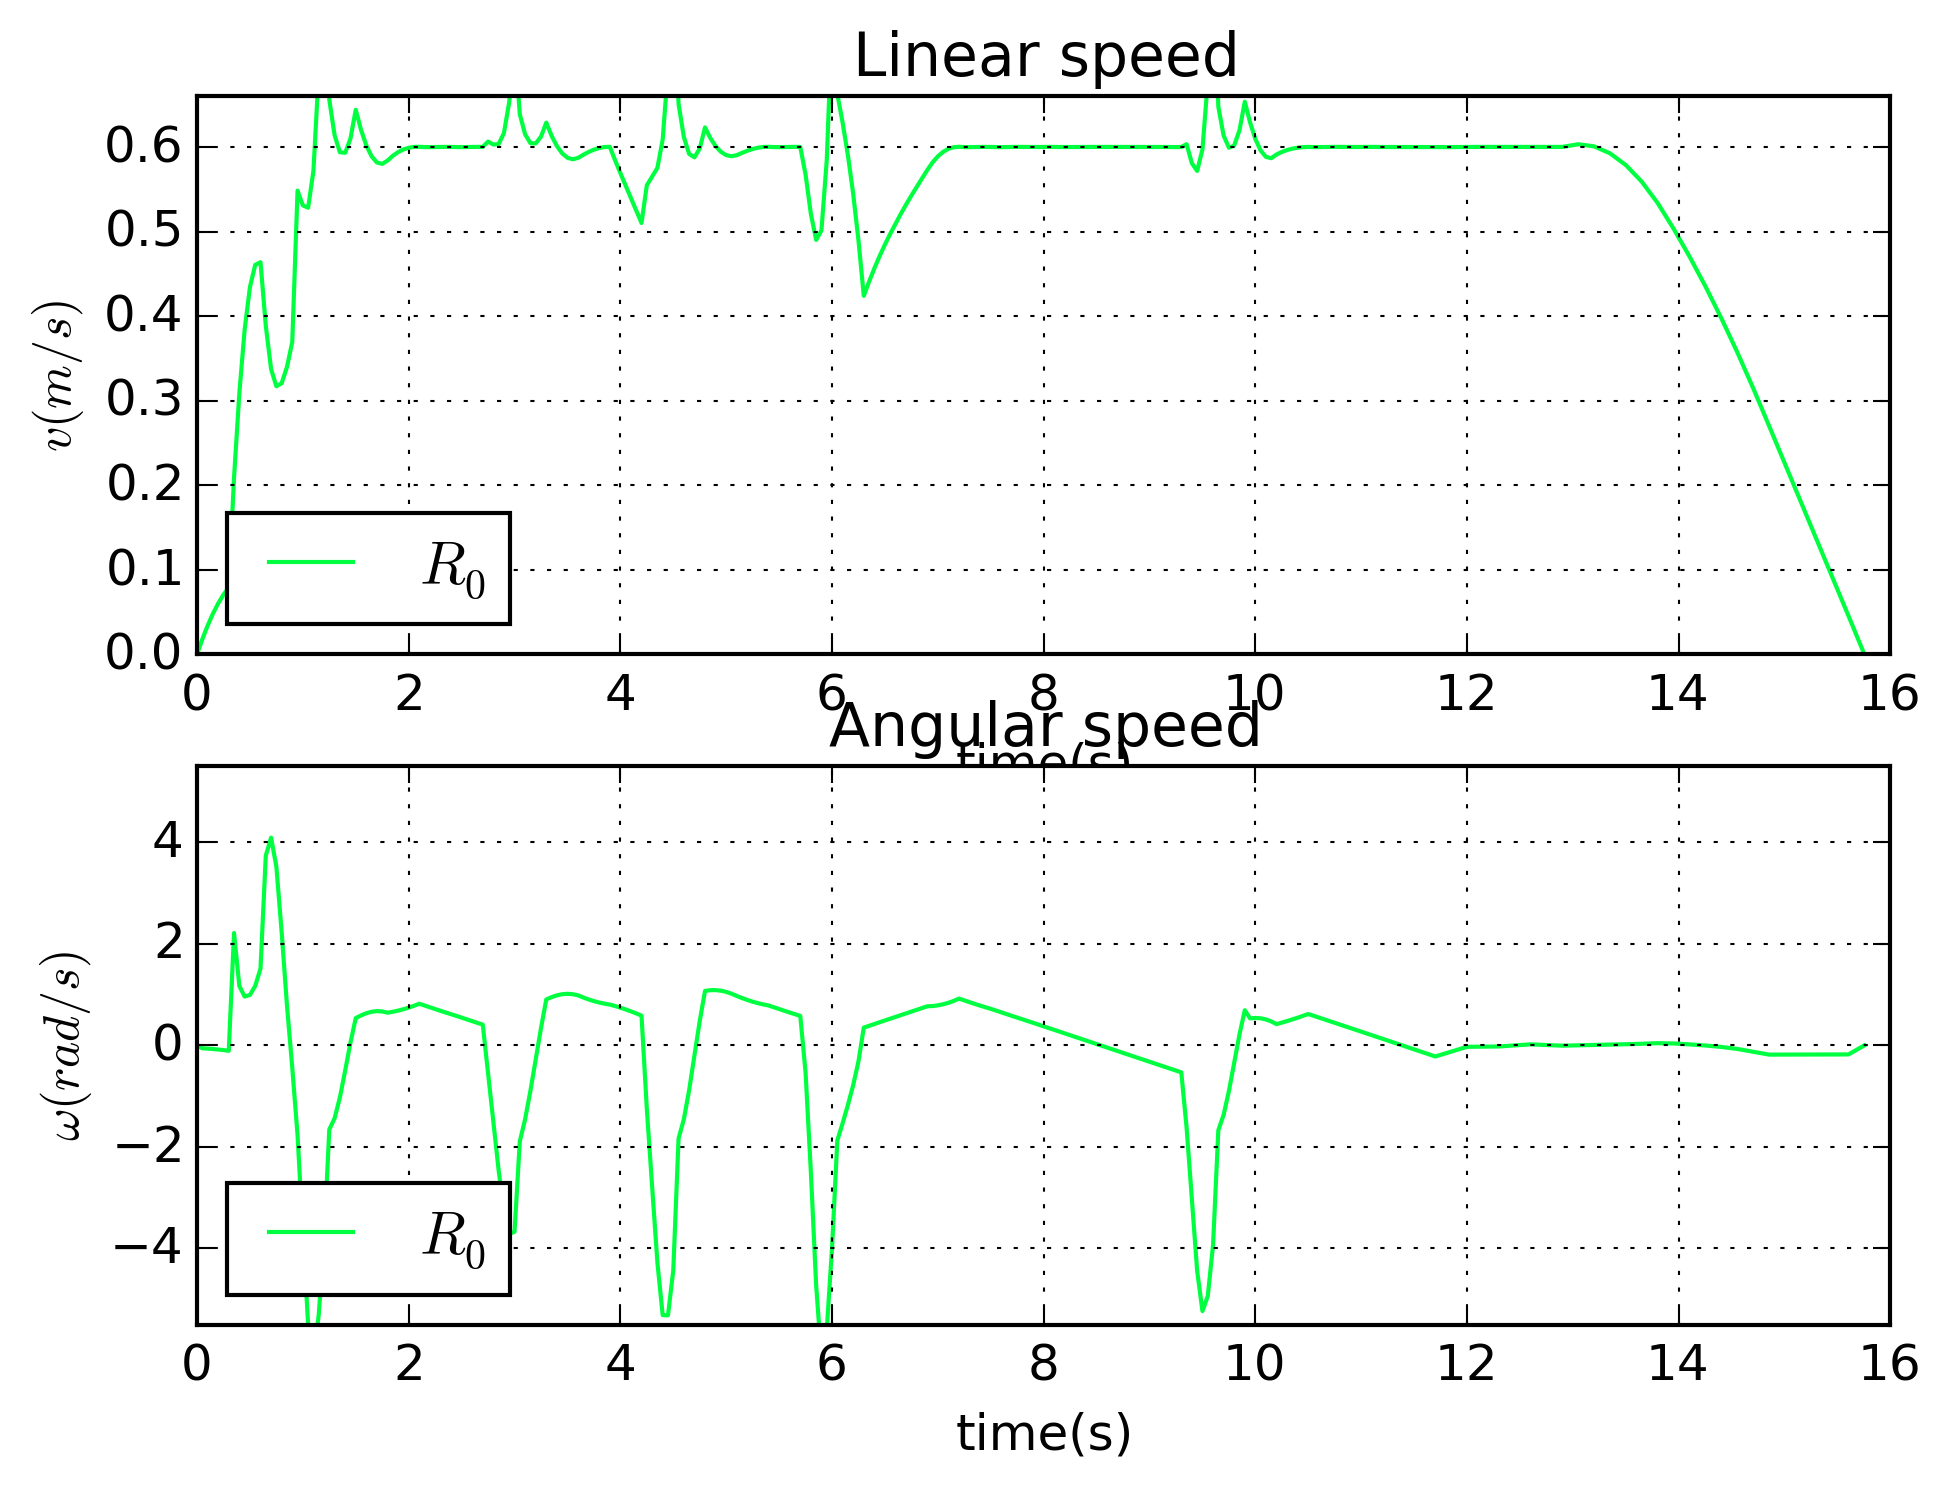 Linear speed
0.6
0.5
0.4
0.3
0.2
0.1
0.0
v(m/s)
R₀
0 2 4 6 8 10 12 14 16
time(s)
Angular speed
4
2
0
−2
−4
ω(rad/s)
R₀
0 2 4 6 8 10 12 14 16
time(s)